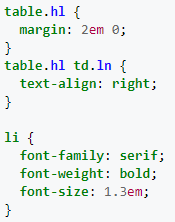 table.hl {
  margin: 2em 0;
}
table.hl td.ln {
  text-align: right;
}

li {
  font-family: serif;
  font-weight: bold;
  font-size: 1.3em;
}